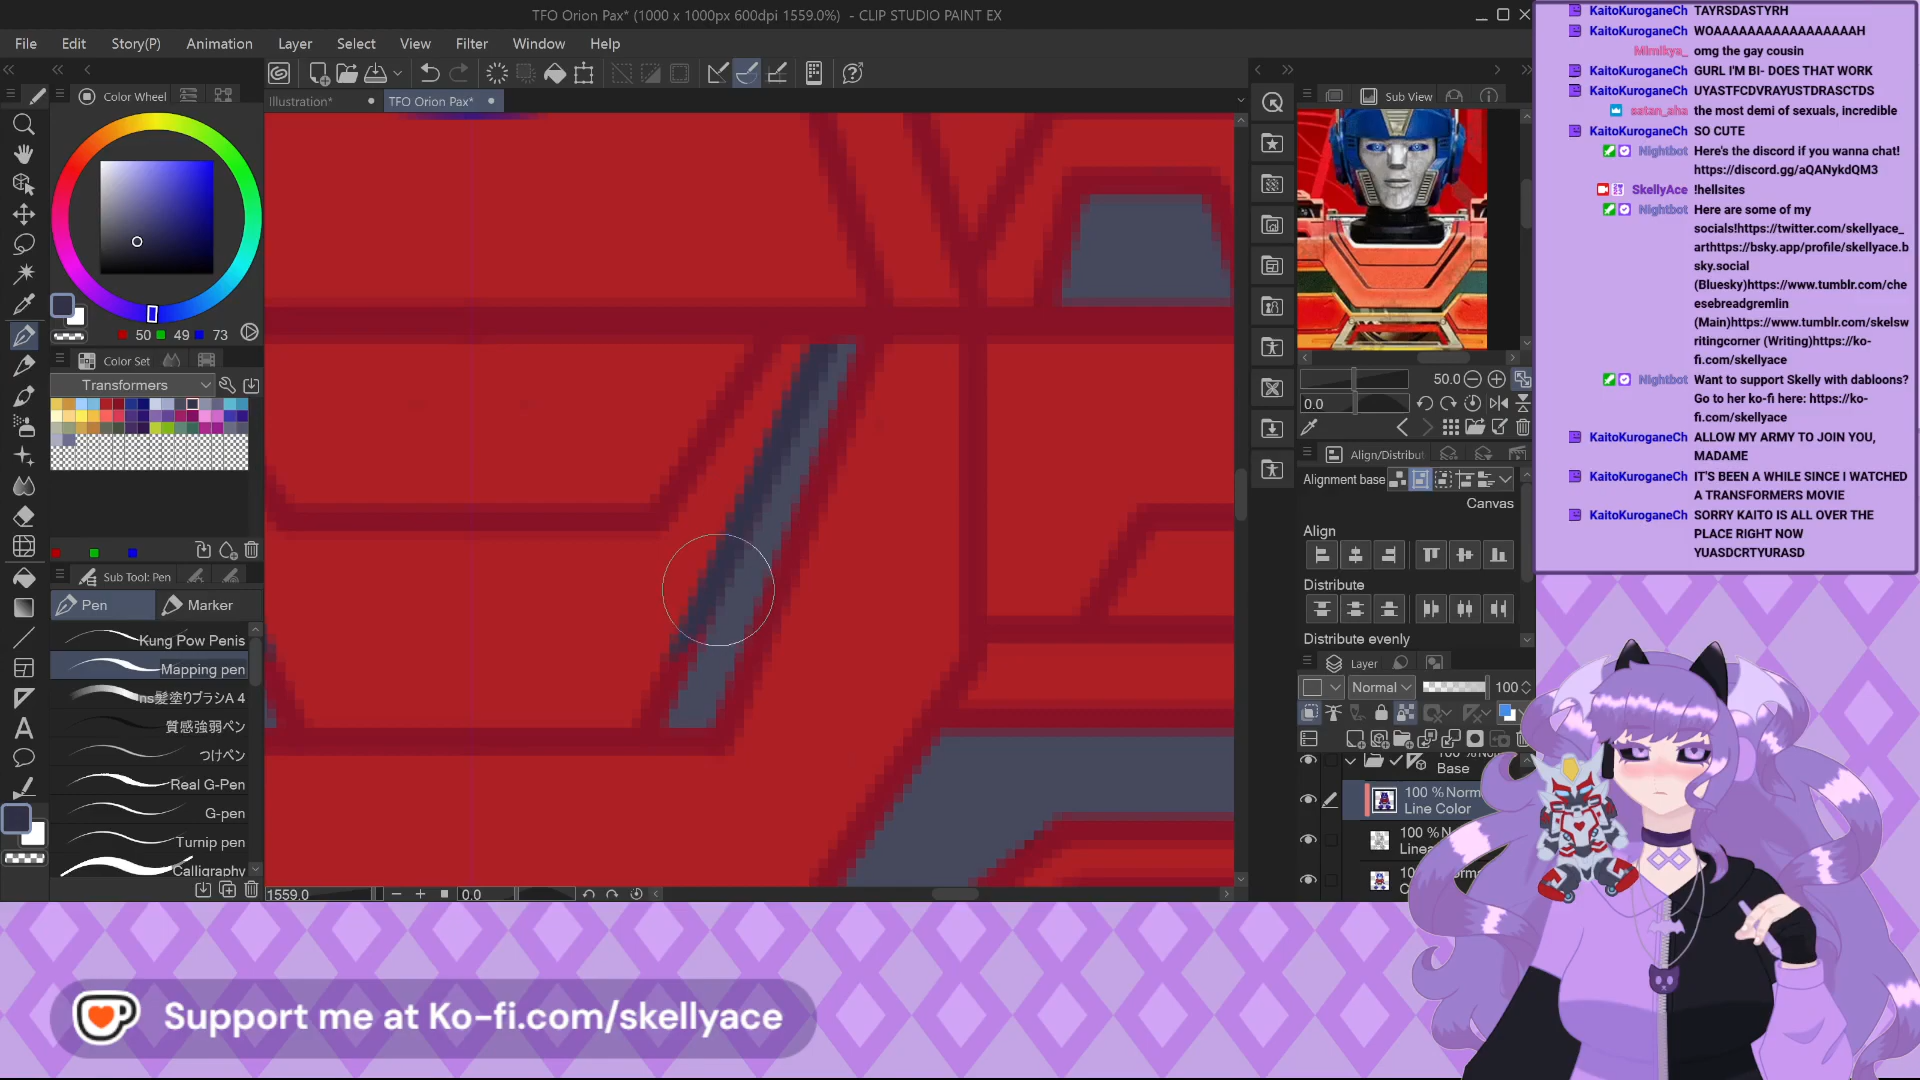 TFO Orion Pax* (1000 x 1000px 600dpi 1559.0%) - CLIP STUDIO PAINT EX
File Edit Story(P) Animation Layer Select View Filter Window Help
Illustration*
TFO Orion Pax*
Color Wheel
50 49 73
Color Set
Transformers
Sub Tool: Pen
Pen
Marker
Kung Pow Penis
Mapping pen
ns髪塗りブラシA 4
質感強弱ペン
つけペン
Real G-Pen
G-pen
Turnip pen
Calligraphy
1559.0
0.0
Sub View
50.0
0.0
Align/Distribut
Alignment base
Canvas
Align
Distribute
Distribute evenly
Layer
Normal
100
Base
100 % Norm
Line Color
100 % N
Linea
100 %
KaitoKuroganeCh TAYRSDASTYRH
KaitoKuroganeCh WOAAAAAAAAAAAAAAAAH
Mimikya_ omg the gay cousin
KaitoKuroganeCh GURL I'M BI- DOES THAT WORK
KaitoKuroganeCh UYASTFCDVRAYUSTDRASCTDS
satan_aha the most demi of sexuals, incredible
KaitoKuroganeCh SO CUTE
Nightbot Here's the discord if you wanna chat!
https://discord.gg/aQANykdQM3
SkellyAce !hellsites
Nightbot Here are some of my
socials!https://twitter.com/skellyace_
arthttps://bsky.app/profile/skellyace.b
sky.social
(Bluesky)https://www.tumblr.com/che
esebreadgremlin
(Main)https://www.tumblr.com/skelsw
ritingcorner (Writing)https://ko-
fi.com/skellyace
Nightbot Want to support Skelly with dabloons?
Go to her ko-fi here: https://ko-
fi.com/skellyace
KaitoKuroganeCh ALLOW MY ARMY TO JOIN YOU,
MADAME
KaitoKuroganeCh IT'S BEEN A WHILE SINCE I WATCHED
A TRANSFORMERS MOVIE
KaitoKuroganeCh SORRY KAITO IS ALL OVER THE
PLACE RIGHT NOW
YUASDCRTYURASD
Support me at Ko-fi.com/skellyace